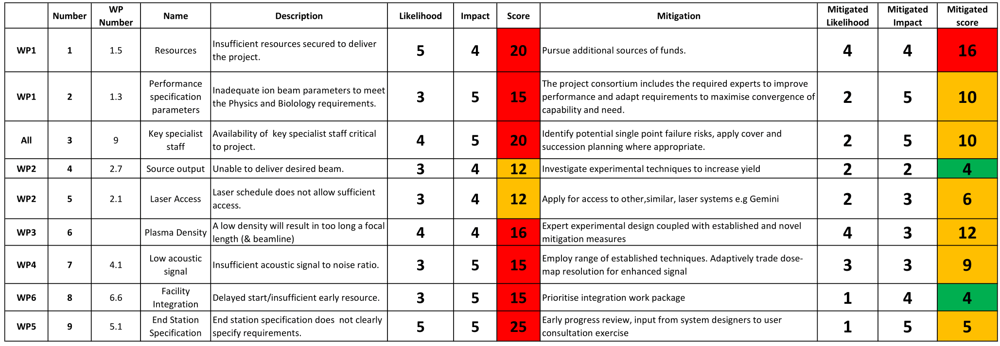 Number WP Number Name Description Likelihood Impact Score Mitigation Mitigated Likelihood Mitigated Impact Mitigated score
WP1 1 1.5 Resources Insufficient resources secured to deliver the project. 5 4 20 Pursue additional sources of funds. 4 4 16
WP1 2 1.3 Performance specification parameters Inadequate ion beam parameters to meet the Physics and Biolology requirements. 3 5 15 The project consortium includes the required experts to improve performance and adapt requirements to maximise convergence of capability and need. 2 5 10
All 3 9 Key specialist staff Availability of key specialist staff critical to project. 4 5 20 Identify potential single point failure risks, apply cover and succession planning where appropriate. 2 5 10
WP2 4 2.7 Source output Unable to deliver desired beam. 3 4 12 Investigate experimental techniques to increase yield 2 2 4
WP2 5 2.1 Laser Access Laser schedule does not allow sufficient access. 3 4 12 Apply for access to other,similar, laser systems e.g Gemini 2 3 6
WP3 6 Plasma Density A low density will result in too long a focal length (& beamline) 4 4 16 Expert experimental design coupled with established and novel mitigation measures 4 3 12
WP4 7 4.1 Low acoustic signal Insufficient acoustic signal to noise ratio. 3 5 15 Employ range of established techniques. Adaptively trade dose-map resolution for enhanced signal 3 3 9
WP6 8 6.6 Facility Integration Delayed start/insufficient early resource. 3 5 15 Prioritise integration work package 1 4 4
WP5 9 5.1 End Station Specification End station specification does not clearly specify requirements. 5 5 25 Early progress review, input from system designers to user consultation exercise 1 5 5